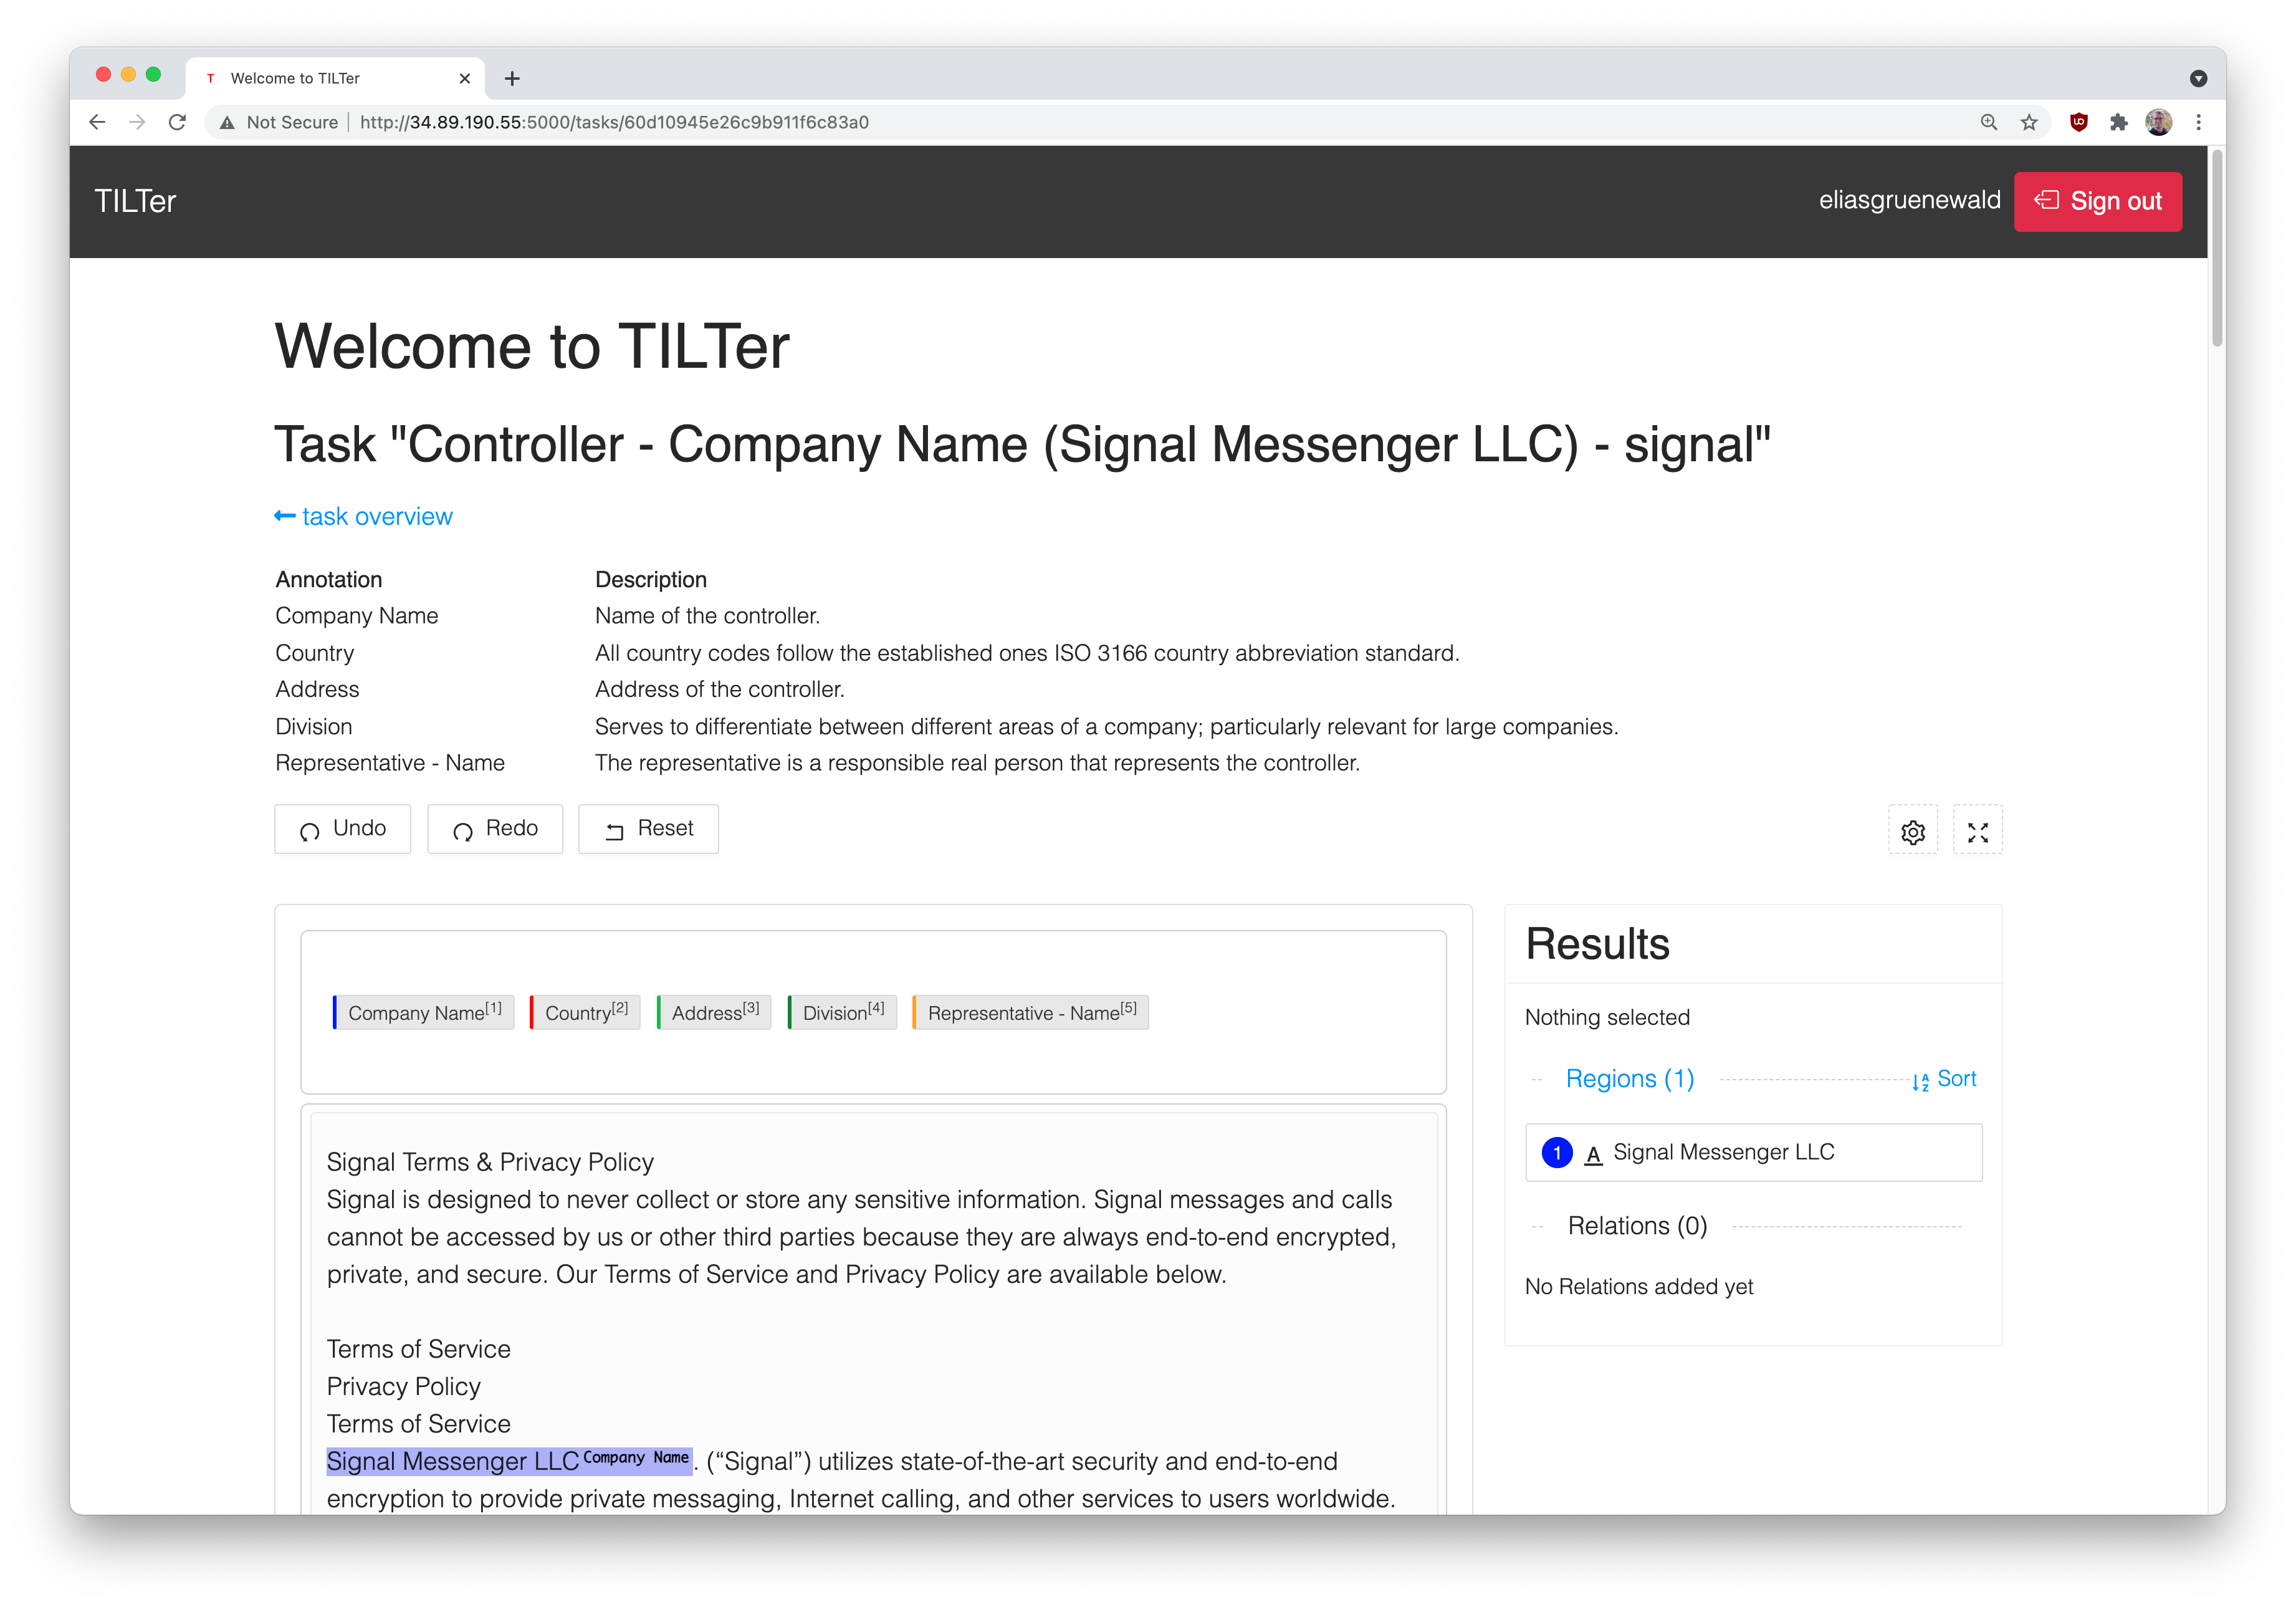 T Welcome to TILTer
Not Secure http://34.89.190.55:5000/tasks/60d10945e26c9b911f6c83a0
TILTer
eliasgruenewald
Sign out
Welcome to TILTer
Task "Controller - Company Name (Signal Messenger LLC) - signal"
task overview
Annotation Description
Company Name Name of the controller.
Country All country codes follow the established ones ISO 3166 country abbreviation standard.
Address Address of the controller.
Division Serves to differentiate between different areas of a company; particularly relevant for large companies.
Representative - Name The representative is a responsible real person that represents the controller.
Undo Redo Reset
Company Name[1] Country[2] Address[3] Division[4] Representative - Name[5]
Signal Terms & Privacy Policy
Signal is designed to never collect or store any sensitive information. Signal messages and calls
cannot be accessed by us or other third parties because they are always end-to-end encrypted,
private, and secure. Our Terms of Service and Privacy Policy are available below.
Terms of Service
Privacy Policy
Terms of Service
Signal Messenger LLC Company Name. (“Signal”) utilizes state-of-the-art security and end-to-end
encryption to provide private messaging, Internet calling, and other services to users worldwide.
Results
Nothing selected
Regions (1) Sort
1 A Signal Messenger LLC
Relations (0)
No Relations added yet